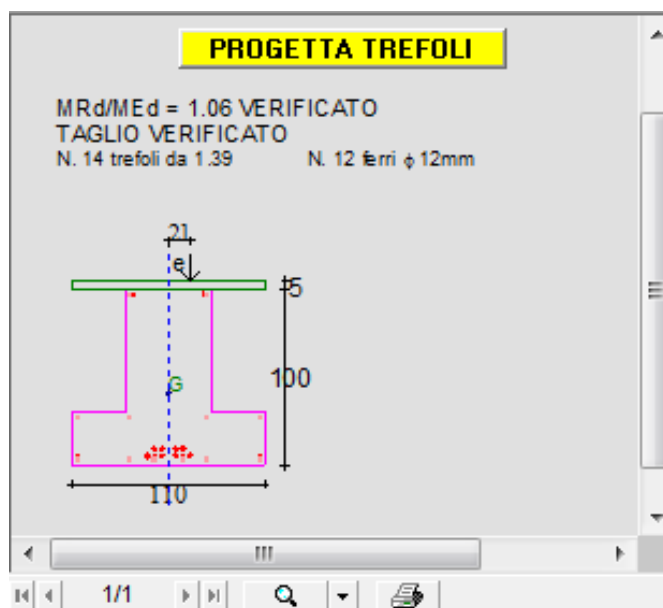 PROGETTA TREFOLI
MRd/MEd = 1.06 VERIFICATO
TAGLIO VERIFICATO
N. 14 trefoli da 1.39 N. 12 ferri ϕ 12mm
21
e
5
G
100
110
1/1